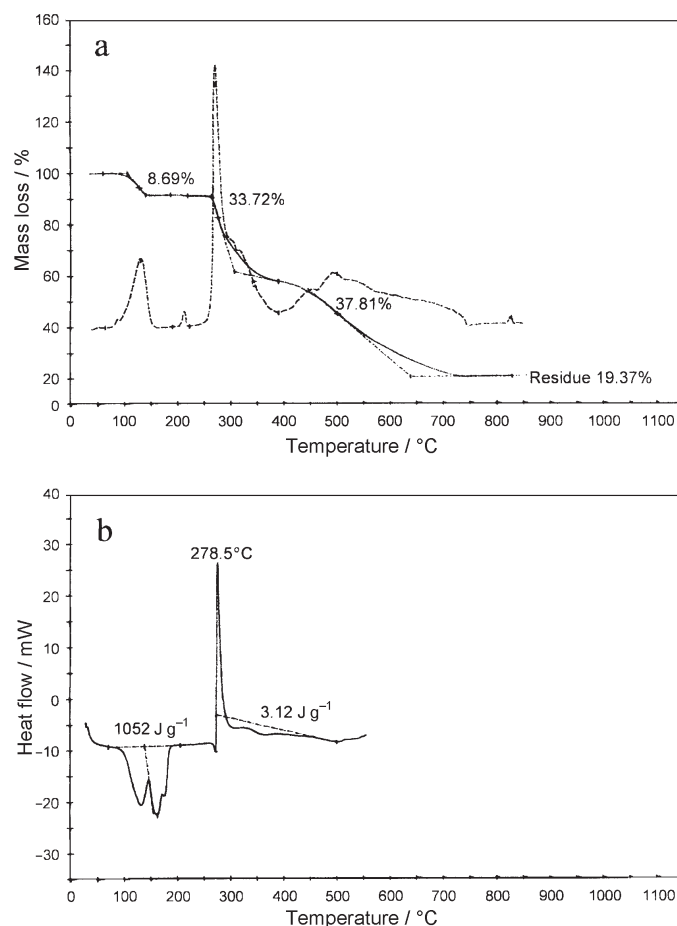 a
160
140
120
100
80
60
40
20
0
Mass loss / %
8.69%
33.72%
37.81%
Residue 19.37%
0 100 200 300 400 500 600 700 800 900 1000 1100
Temperature / °C
b
40
30
20
10
0
−10
−20
−30
Heat flow / mW
278.5°C
1052 J g–1
3.12 J g–1
0 100 200 300 400 500 600 700 800 900 1000 1100
Temperature / °C